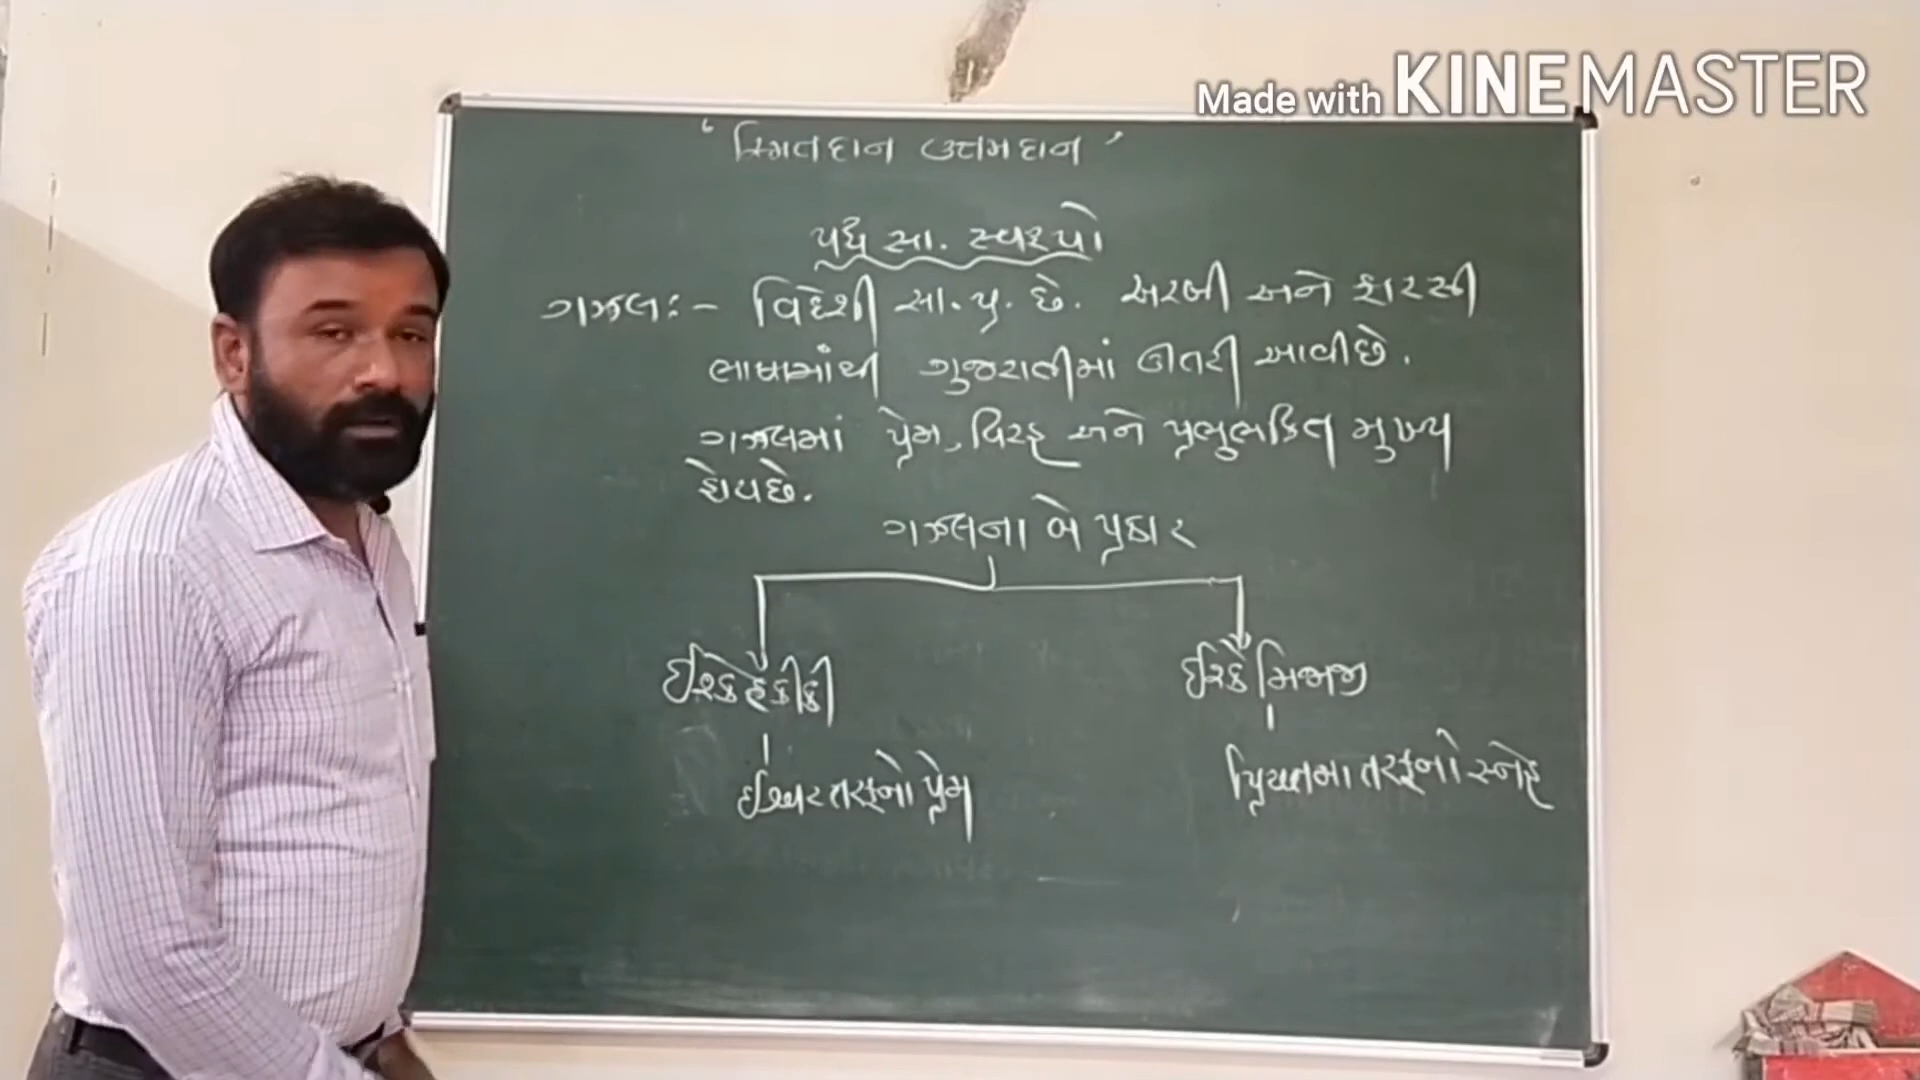 Made with KINEMASTER
‘ સ્મિતદાન ઉત્તમદાન ’
પદ્ય સા. સ્વરૂપો
ગઝલ :- વિદેશી સા. પ્ર. છે. અરબી અને ફારસી
ભાષામાંથી ગુજરાતીમાં ઊતરી આવી છે.
ગઝલમાં પ્રેમ, વિરહ અને પ્રભુભકિત મુખ્ય
હોય છે.
ગઝલના બે પ્રકાર
ઈશ્કે હકીકી
ઈશ્કે મિજાજી
ઈશ્વર તરફનો પ્રેમ
પ્રિયતમા તરફનો સ્નેહ